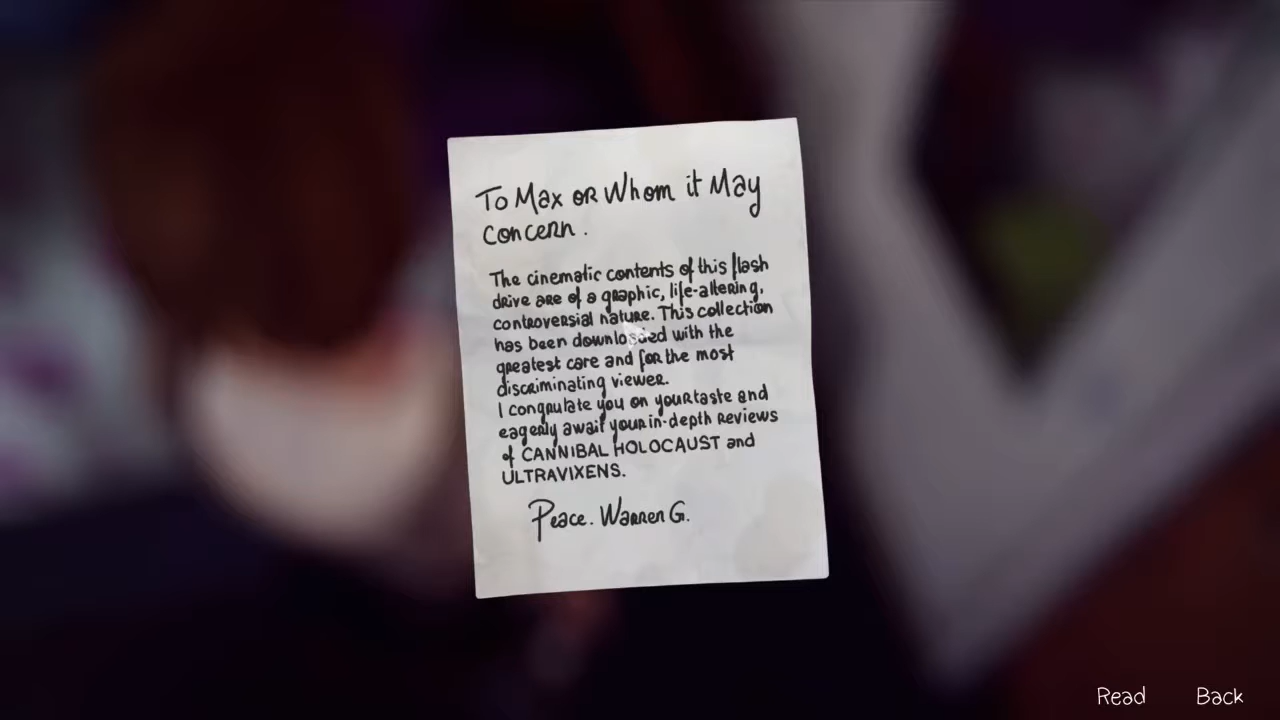 To Max or Whom it May
Concern.
The cinematic contents of this flash
drive are of a graphic, life-altering,
controversial nature. This collection
has been downloaded with the
greatest care and for the most
discriminating viewer.
I congrulate you on your taste and
eagerly await your in-depth reviews
of CANNIBAL HOLOCAUST and
ULTRAVIXENS.
Peace. Warren G.
Read Back